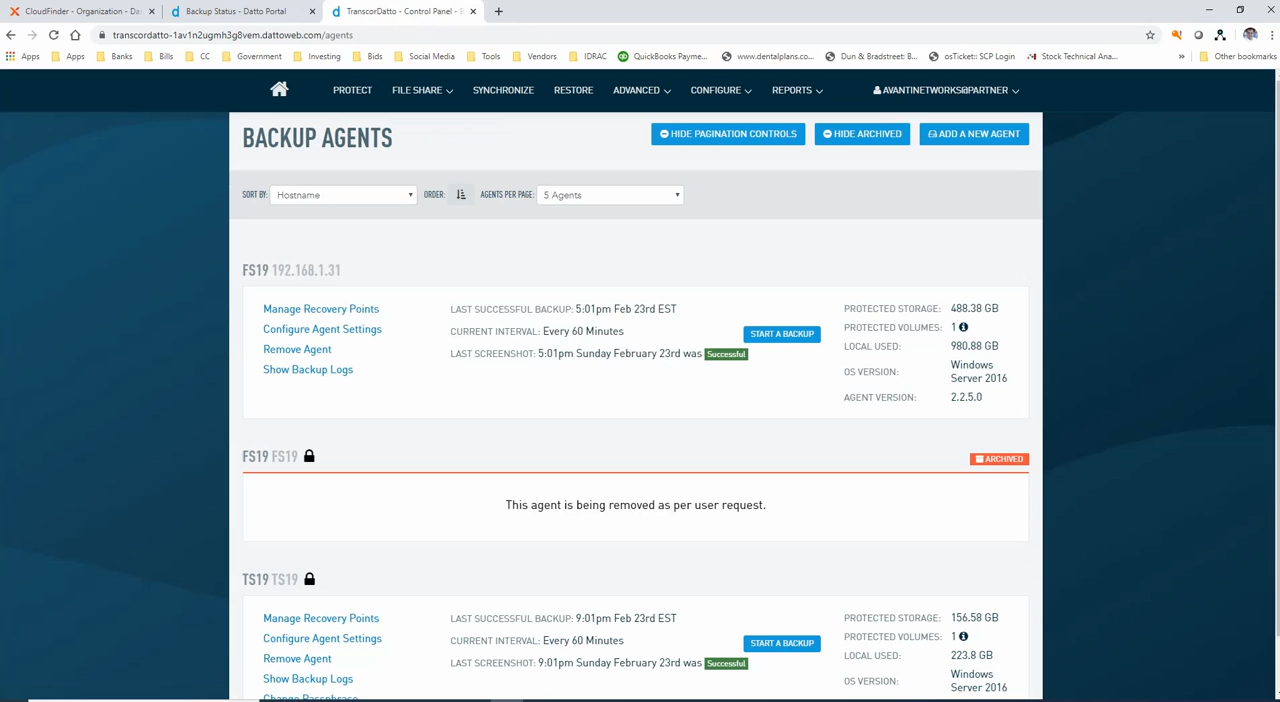 CloudFinder - Organization - Da
Backup Status - Datto Portal
TranscorDatto - Control Panel - B
transcordatto-1av1n2ugmh3g8vem.dattoweb.com/agents
Apps Apps Banks Bills CC Government Investing Bids Social Media Tools Vendors IDRAC QuickBooks Payme... www.dentalplans.co... Dun & Bradstreet: B... osTicket:: SCP Login Stock Technical Ana... » Other bookmarks
PROTECT FILE SHARE SYNCHRONIZE RESTORE ADVANCED CONFIGURE REPORTS AVANTINETWORKS@PARTNER
BACKUP AGENTS
HIDE PAGINATION CONTROLS HIDE ARCHIVED ADD A NEW AGENT
SORT BY: Hostname ORDER: AGENTS PER PAGE: 5 Agents
FS19 192.168.1.31
Manage Recovery Points
Configure Agent Settings
Remove Agent
Show Backup Logs
LAST SUCCESSFUL BACKUP: 5:01pm Feb 23rd EST
CURRENT INTERVAL: Every 60 Minutes
LAST SCREENSHOT: 5:01pm Sunday February 23rd was Successful
START A BACKUP
PROTECTED STORAGE: 488.38 GB
PROTECTED VOLUMES: 1
LOCAL USED: 980.88 GB
OS VERSION: Windows
Server 2016
AGENT VERSION: 2.2.5.0
FS19 FS19
ARCHIVED
This agent is being removed as per user request.
TS19 TS19
Manage Recovery Points
Configure Agent Settings
Remove Agent
Show Backup Logs
Change Passphrase
LAST SUCCESSFUL BACKUP: 9:01pm Feb 23rd EST
CURRENT INTERVAL: Every 60 Minutes
LAST SCREENSHOT: 9:01pm Sunday February 23rd was Successful
START A BACKUP
PROTECTED STORAGE: 156.58 GB
PROTECTED VOLUMES: 1
LOCAL USED: 223.8 GB
OS VERSION: Windows
Server 2016